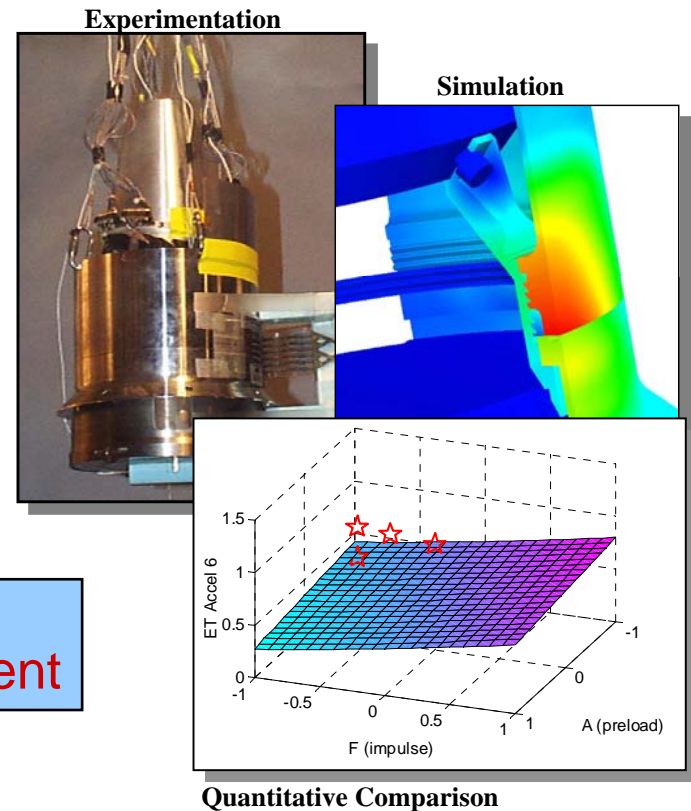 Experimentation
Simulation
1.5
1
0.5
0
ET Accel 6
-1
-0.5
0
0.5
1
F (impulse)
1
0
-1
A (preload)
ent
Quantitative Comparison